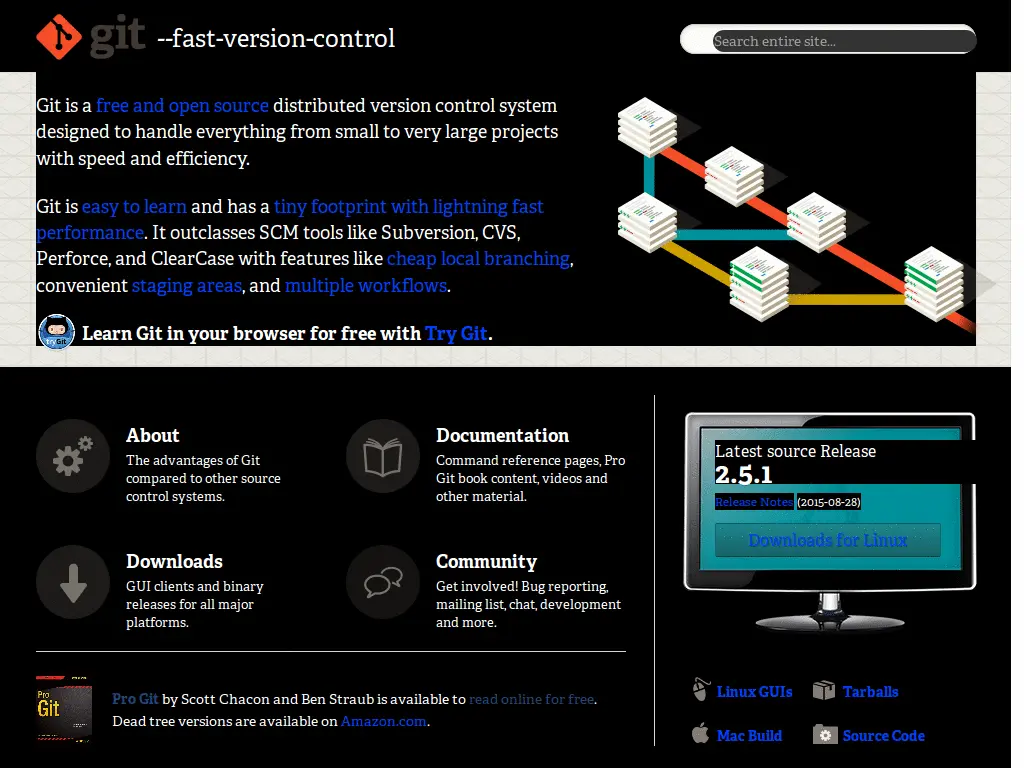 git --fast-version-control
Search entire site...
Git is a free and open source distributed version control system
designed to handle everything from small to very large projects
with speed and efficiency.
Git is easy to learn and has a tiny footprint with lightning fast
performance. It outclasses SCM tools like Subversion, CVS,
Perforce, and ClearCase with features like cheap local branching,
convenient staging areas, and multiple workflows.
tryGit
Learn Git in your browser for free with Try Git.
About
The advantages of Git
compared to other source
control systems.
Documentation
Command reference pages, Pro
Git book content, videos and
other material.
Downloads
GUI clients and binary
releases for all major
platforms.
Community
Get involved! Bug reporting,
mailing list, chat, development
and more.
Latest source Release
2.5.1
Release Notes (2015-08-28)
Downloads for Linux
Pro
Git
Pro Git by Scott Chacon and Ben Straub is available to read online for free.
Dead tree versions are available on Amazon.com.
Linux GUIs
Tarballs
Mac Build
Source Code